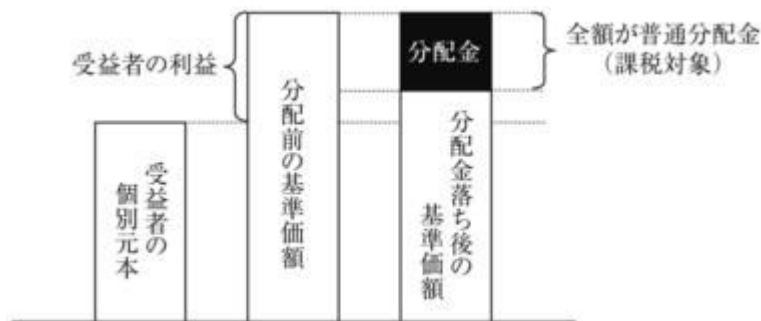 受益者の利益
分配金
全額が普通分配金
（課税対象）
受益者の
個別元本
分配前の基準価額
分配金落ち後の
基準価額